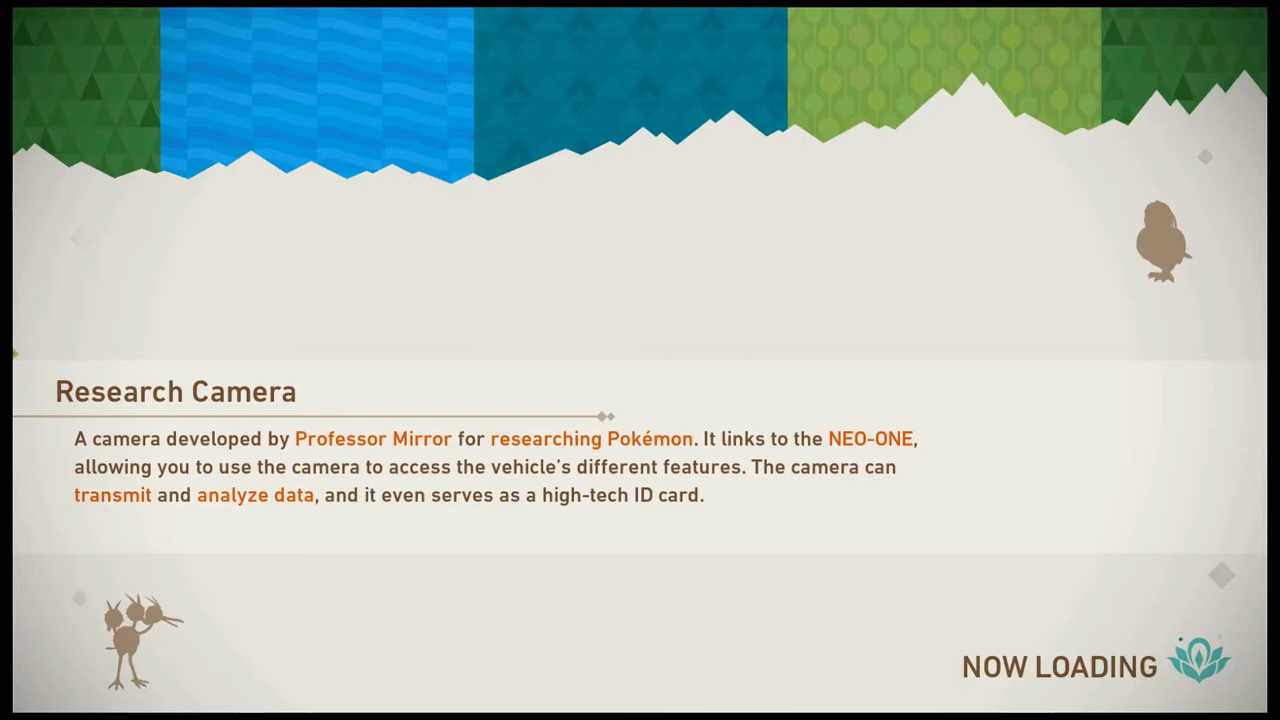 Research Camera
A camera developed by Professor Mirror for researching Pokémon. It links to the NEO-ONE,
allowing you to use the camera to access the vehicle's different features. The camera can
transmit and analyze data, and it even serves as a high-tech ID card.
NOW LOADING